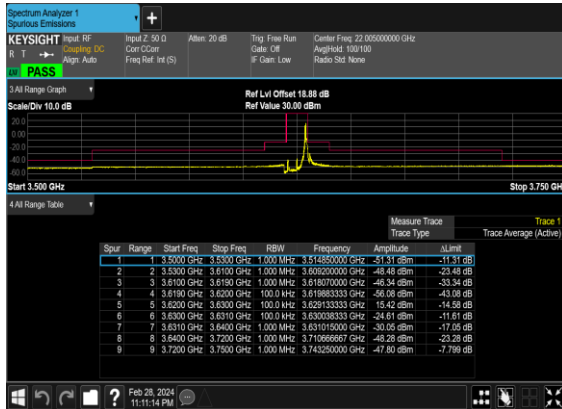 Spectrum Analyzer 1
Spurious Emissions
KEYSIGHT Input: RF
R T Coupling: DC
Align: Auto
Input Z: 50 Ω
Corr CCorr
Freq Ref: Int (S)
Atten: 20 dB
Trig: Free Run
Gate: Off
IF Gain: Low
Center Freq: 22.005000000 GHz
Avg|Hold: 100/100
Radio Std: None
PASS
3 All Range Graph
Scale/Div 10.0 dB
Ref Lvl Offset 18.88 dB
Ref Value 30.00 dBm
20.0
0.00
-20.0
-40.0
-60.0
Start 3.500 GHz
Stop 3.750 GH
4 All Range Table
Measure Trace Trace 1
Trace Type Trace Average (Active)
Spur Range Start Freq Stop Freq RBW Frequency Amplitude ΔLimit
1 1 3.5000 GHz 3.5300 GHz 1.000 MHz 3.514850000 GHz -51.31 dBm -11.31 dB
2 2 3.5300 GHz 3.6100 GHz 1.000 MHz 3.609200000 GHz -48.48 dBm -23.48 dB
3 3 3.6100 GHz 3.6190 GHz 1.000 MHz 3.618070000 GHz -46.34 dBm -33.34 dB
4 4 3.6190 GHz 3.6200 GHz 100.0 kHz 3.619883333 GHz -56.08 dBm -43.08 dB
5 5 3.6200 GHz 3.6300 GHz 100.0 kHz 3.629133333 GHz 15.42 dBm -14.58 dB
6 6 3.6300 GHz 3.6310 GHz 100.0 kHz 3.630038333 GHz -24.61 dBm -11.61 dB
7 7 3.6310 GHz 3.6400 GHz 1.000 MHz 3.631015000 GHz -30.05 dBm -17.05 dB
8 8 3.6400 GHz 3.7200 GHz 1.000 MHz 3.710666667 GHz -48.28 dBm -23.28 dB
9 9 3.7200 GHz 3.7500 GHz 1.000 MHz 3.743250000 GHz -47.80 dBm -7.799 dB
Feb 28, 2024
11:11:14 PM